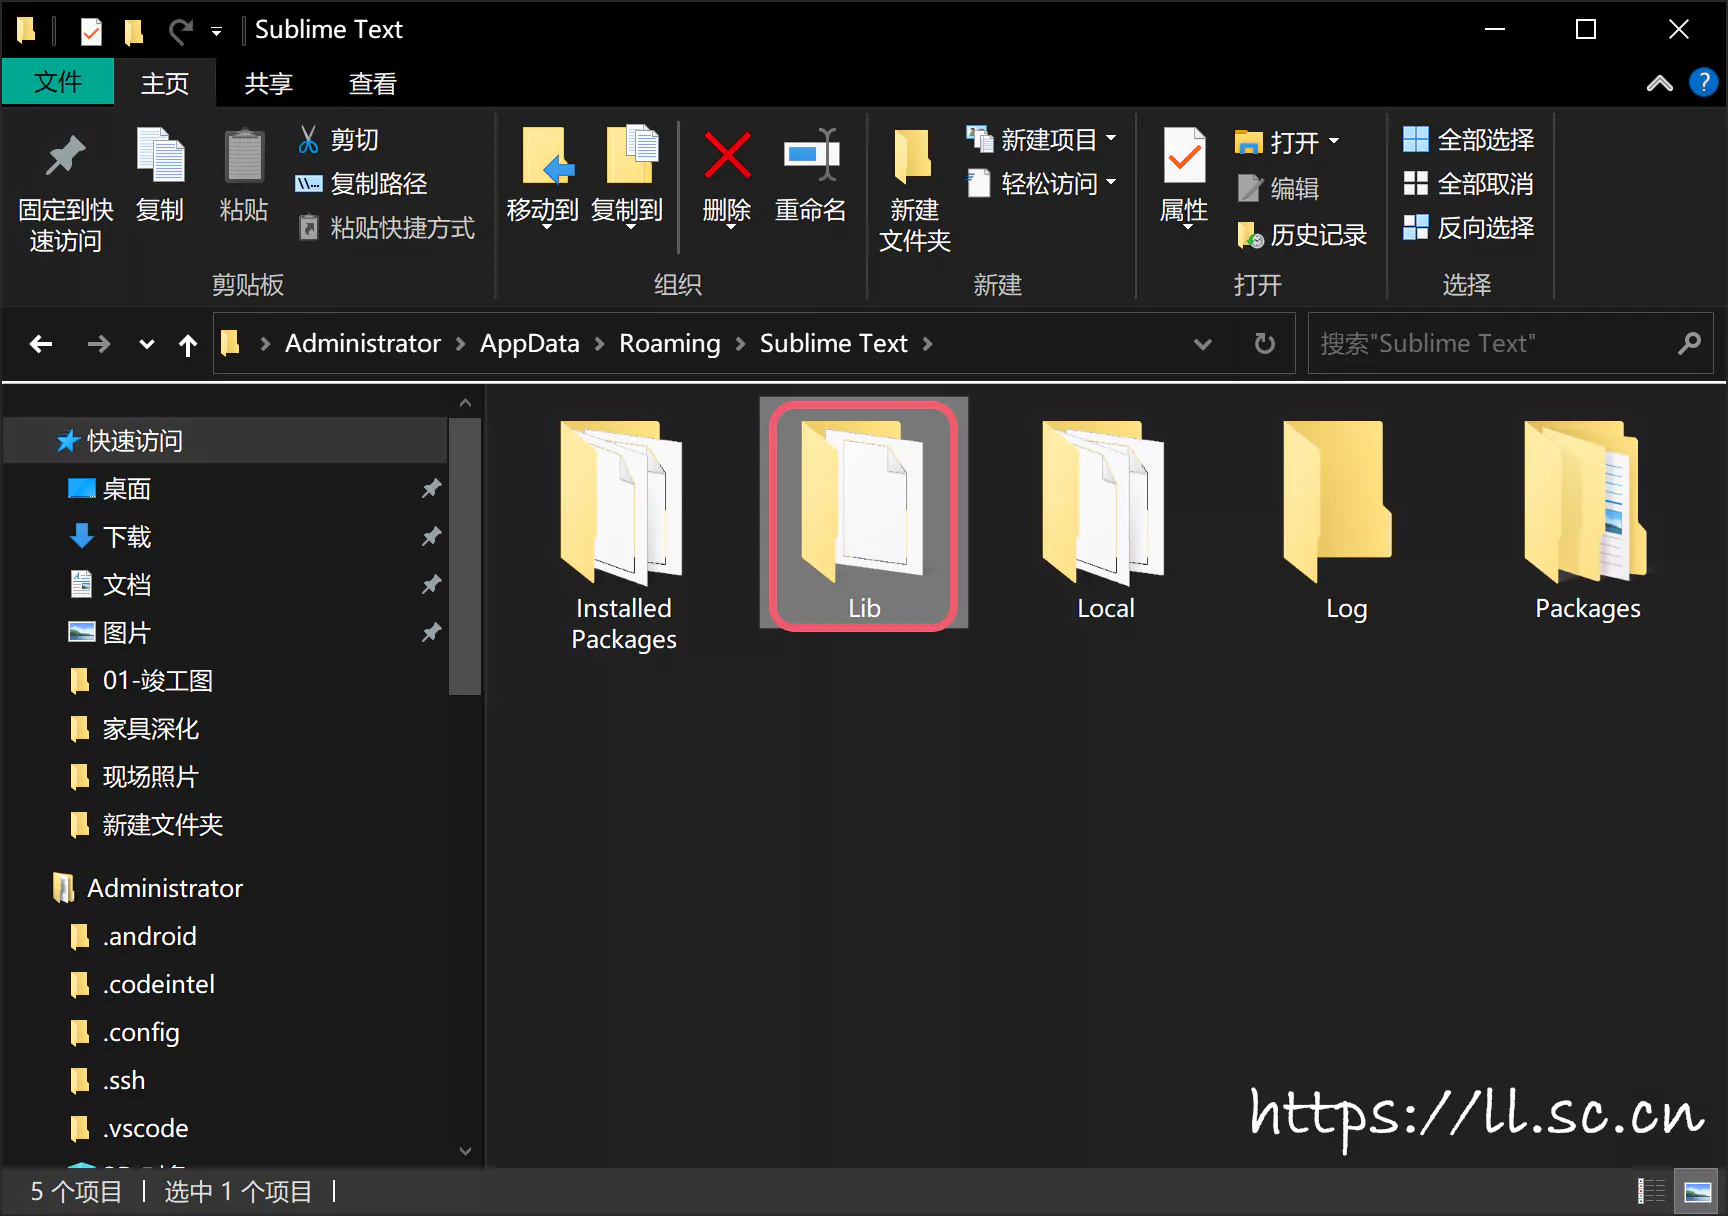 Sublime Text
文件 主页 共享 查看
固定到快
速访问
复制
粘贴
剪切
复制路径
粘贴快捷方式
剪贴板
移动到
复制到
删除
重命名
组织
新建
文件夹
新建项目
轻松访问
新建
属性
打开
编辑
历史记录
打开
全部选择
全部取消
反向选择
选择
Administrator AppData Roaming Sublime Text
搜索"Sublime Text"
快速访问
桌面
下载
文档
图片
01-竣工图
家具深化
现场照片
新建文件夹
Administrator
.android
.codeintel
.config
.ssh
.vscode
Installed
Packages
Lib
Local
Log
Packages
https://ll.sc.cn
5 个项目 选中 1 个项目